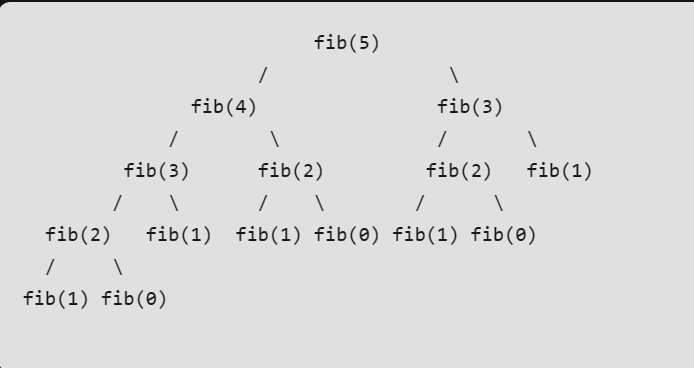 fib(5)
/ \
fib(4) fib(3)
/ \ / \
fib(3) fib(2) fib(2) fib(1)
/ \ / \ / \
fib(2) fib(1) fib(1) fib(0) fib(1) fib(0)
/ \
fib(1) fib(0)